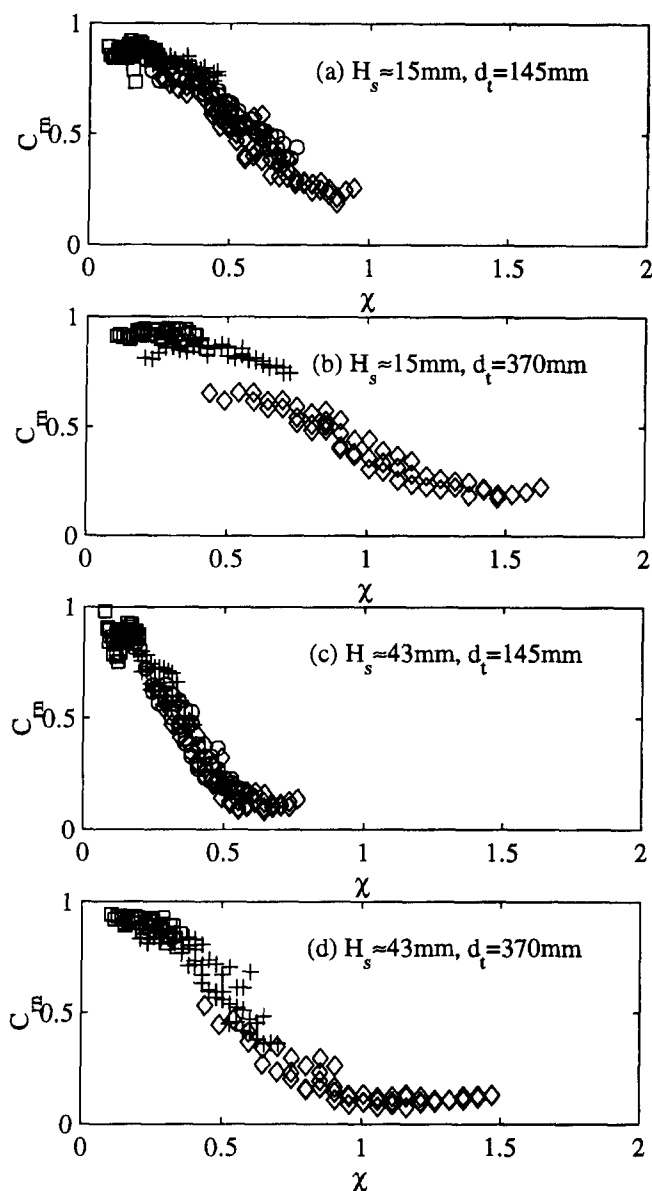 1
(a) H_s≈15mm, d_t=145mm
C_m 0.5
0
0 0.5 1 1.5 2
χ
1
(b) H_s≈15mm, d_t=370mm
C_m 0.5
0
0 0.5 1 1.5 2
χ
1
(c) H_s≈43mm, d_t=145mm
C_m 0.5
0
0 0.5 1 1.5 2
χ
1
(d) H_s≈43mm, d_t=370mm
C_m 0.5
0
0 0.5 1 1.5 2
χ